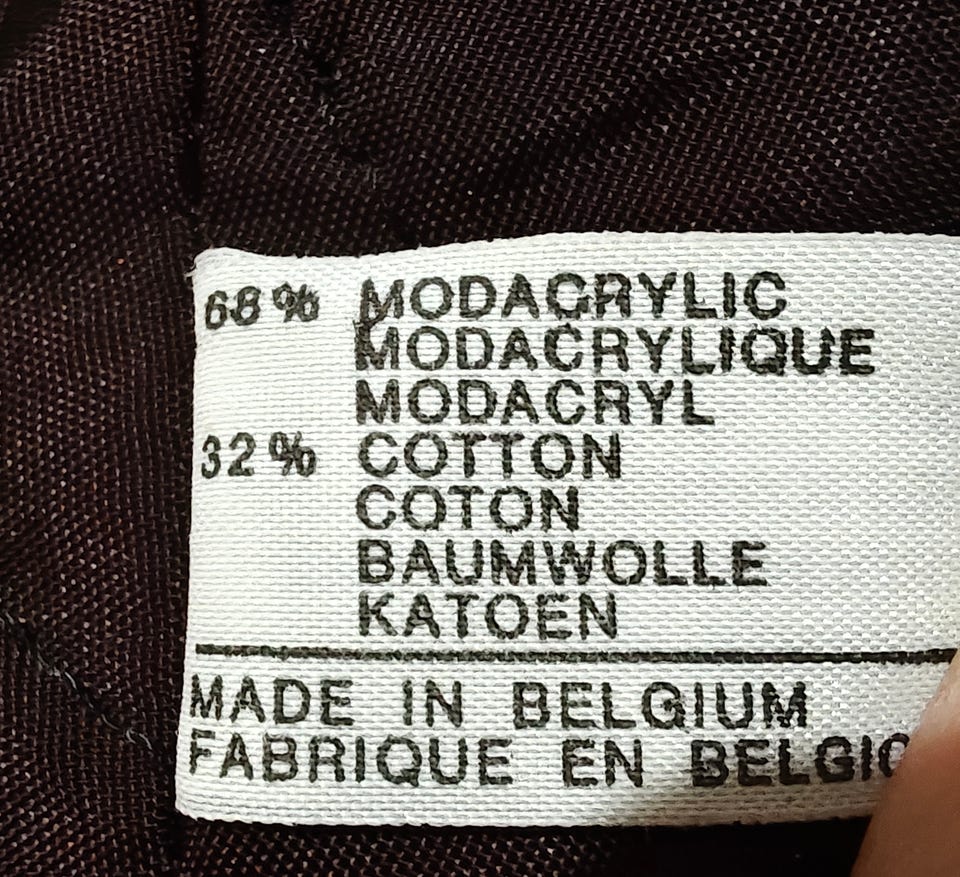 68% MODACRYLIC
MODACRYLIQUE
MODACRYL
32% COTTON
COTON
BAUMWOLLE
KATOEN
MADE IN BELGIUM
FABRIQUE EN